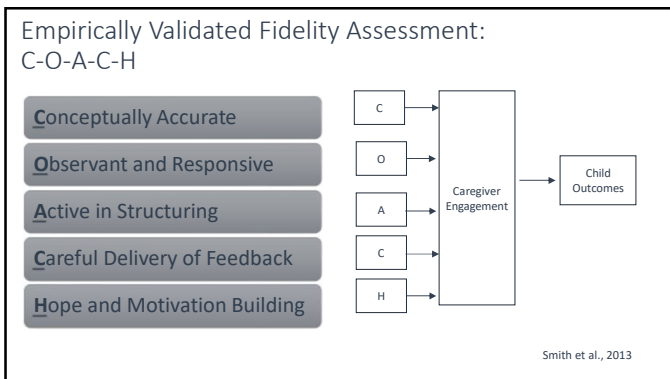 Empirically Validated Fidelity Assessment:
C-O-A-C-H
Conceptually Accurate
Observant and Responsive
Active in Structuring
Careful Delivery of Feedback
Hope and Motivation Building
C
O
A
C
H
Caregiver
Engagement
Child
Outcomes
Smith et al., 2013